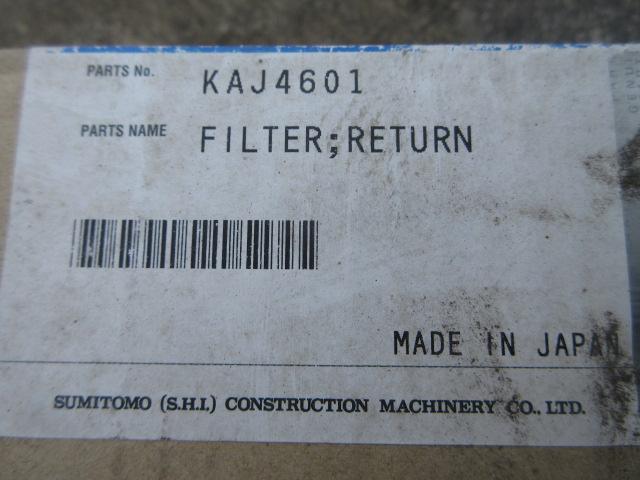 PARTS No. KAJ4601
PARTS NAME FILTER;RETURN
MADE IN JAPAN
SUMITOMO (S.H.I.) CONSTRUCTION MACHINERY CO., LTD.